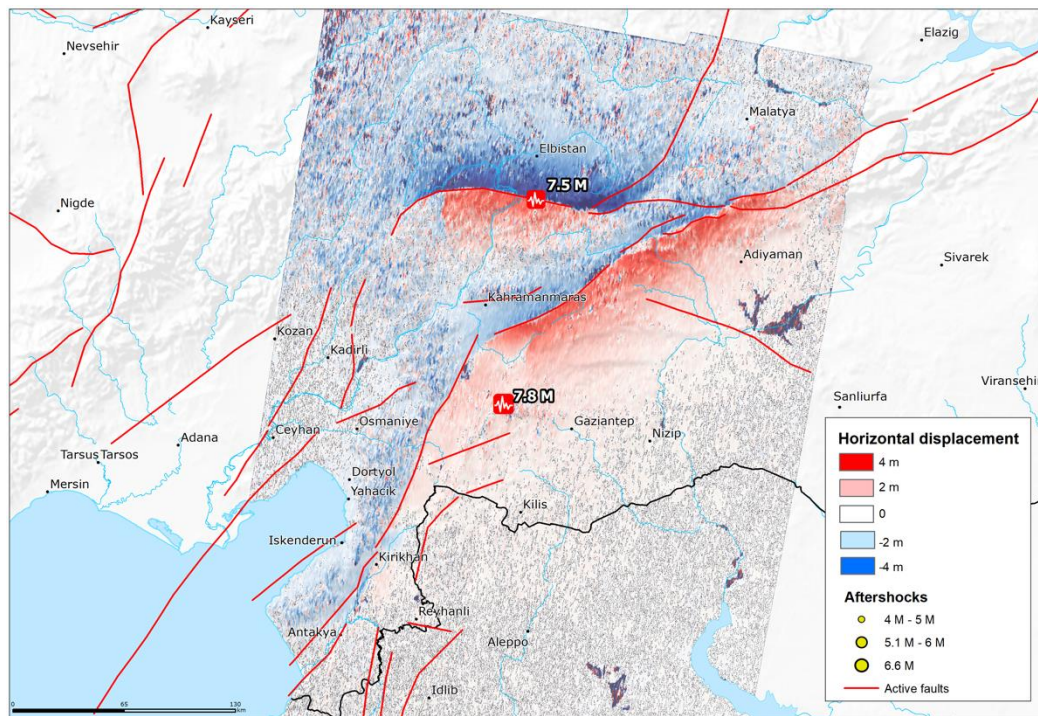 Kayseri
Nevsehir
Elazig
Malatya
Elbistan
7.5 M
Nigde
Adiyaman
Sivarek
Kahramanmaras
Kozan
Kadirli
7.8 M
Viransehir
Sanliurfa
Osmaniye
Gaziantep
Ceyhan
Nizip
Adana
Tarsus Tarsos
Dortyol
Mersin
Yahacik
Kilis
Iskenderun
Kirikhan
Reyhanli
Antakya
Aleppo
Idlib
Horizontal displacement
4 m
2 m
0
-2 m
-4 m
Aftershocks
4 M - 5 M
5.1 M - 6 M
6.6 M
Active faults
0 65 130
km